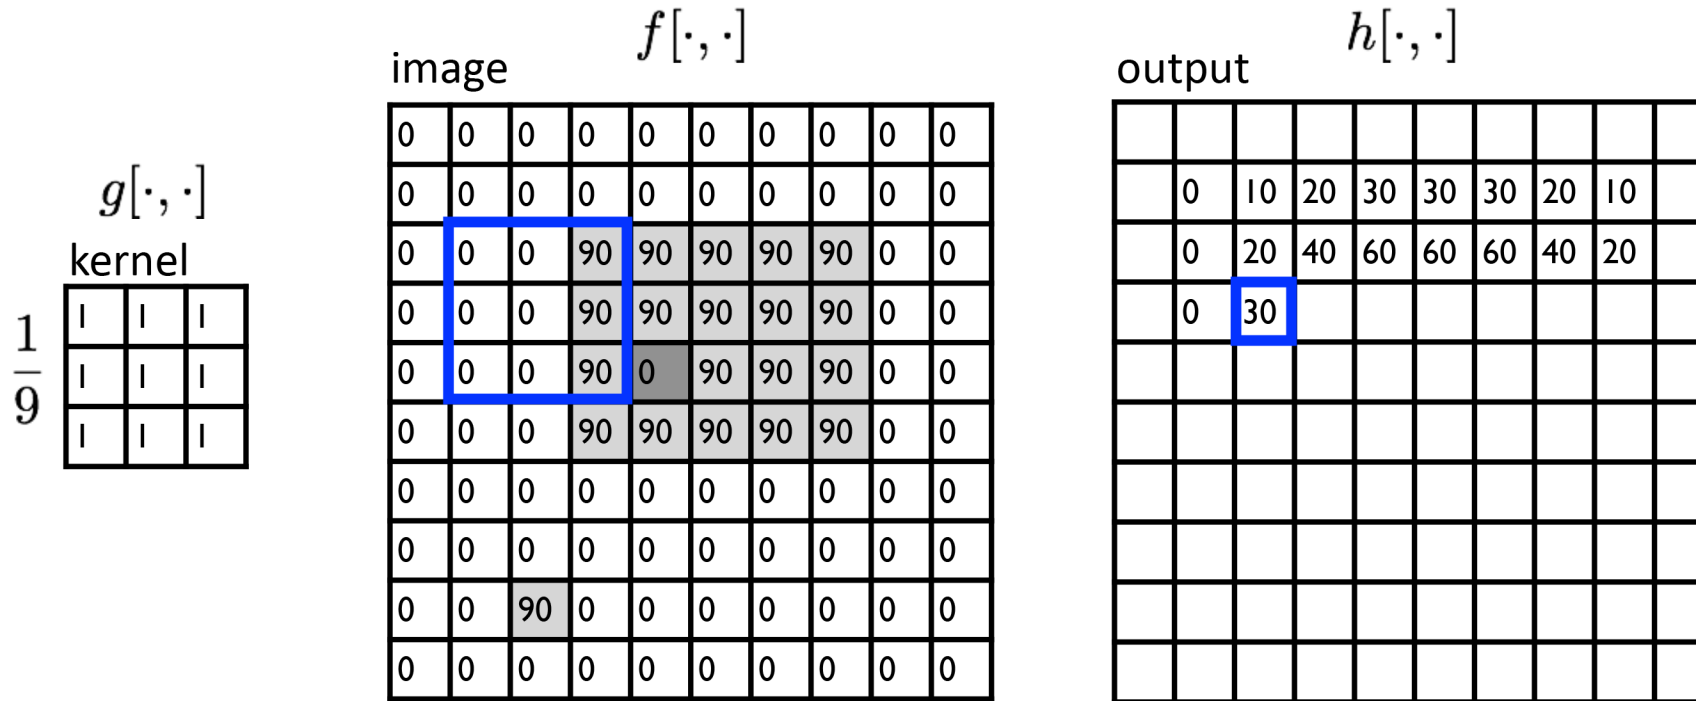 f[·, ·]
h[·, ·]
image
output
g[·, ·]
kernel
1/9
1 1 1
1 1 1
1 1 1
0 0 0 0 0 0 0 0 0 0
0 0 0 0 0 0 0 0 0 0
0 0 0 90 90 90 90 90 0 0
0 0 0 90 90 90 90 90 0 0
0 0 0 90 0 90 90 90 0 0
0 0 0 90 90 90 90 90 0 0
0 0 0 0 0 0 0 0 0 0
0 0 0 0 0 0 0 0 0 0
0 0 90 0 0 0 0 0 0 0
0 0 0 0 0 0 0 0 0 0
0 10 20 30 30 30 20 10
0 20 40 60 60 60 40 20
0 30